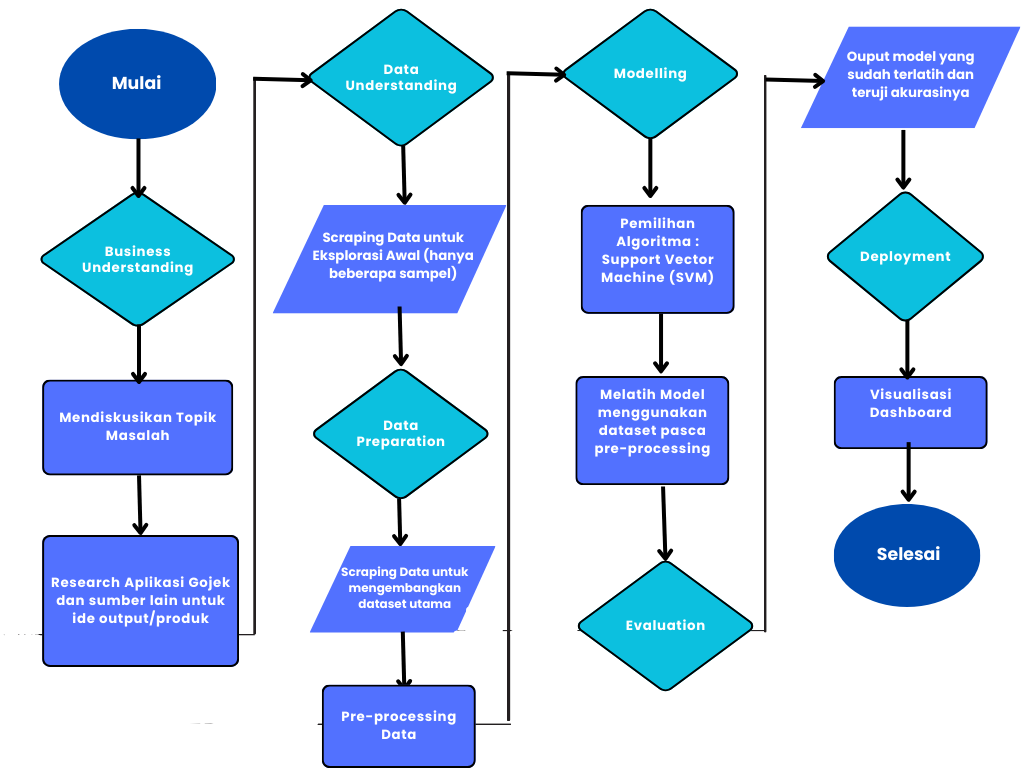 Mulai
Business
Understanding
Mendiskusikan Topik
Masalah
Research Aplikasi Gojek
dan sumber lain untuk
ide output/produk
Data
Understanding
Scraping Data untuk
Eksplorasi Awal (hanya
beberapa sampel)
Data
Preparation
Scraping Data untuk
mengembangkan
dataset utama
Pre-processing
Data
Modelling
Pemilihan
Algoritma :
Support Vector
Machine (SVM)
Melatih Model
menggunakan
dataset pasca
pre-processing
Evaluation
Ouput model yang
sudah terlatih dan
teruji akurasinya
Deployment
Visualisasi
Dashboard
Selesai